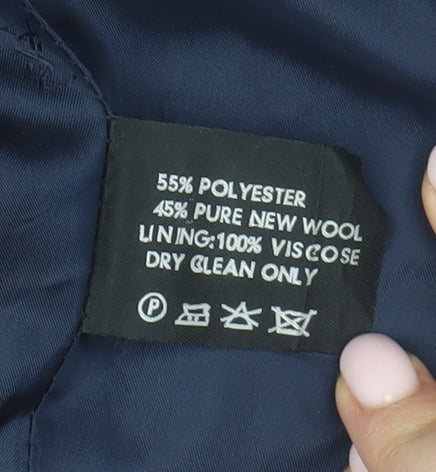 55% POLYESTER
45% PURE NEW WOOL
LINING:100% VISCOSE
DRY CLEAN ONLY
P